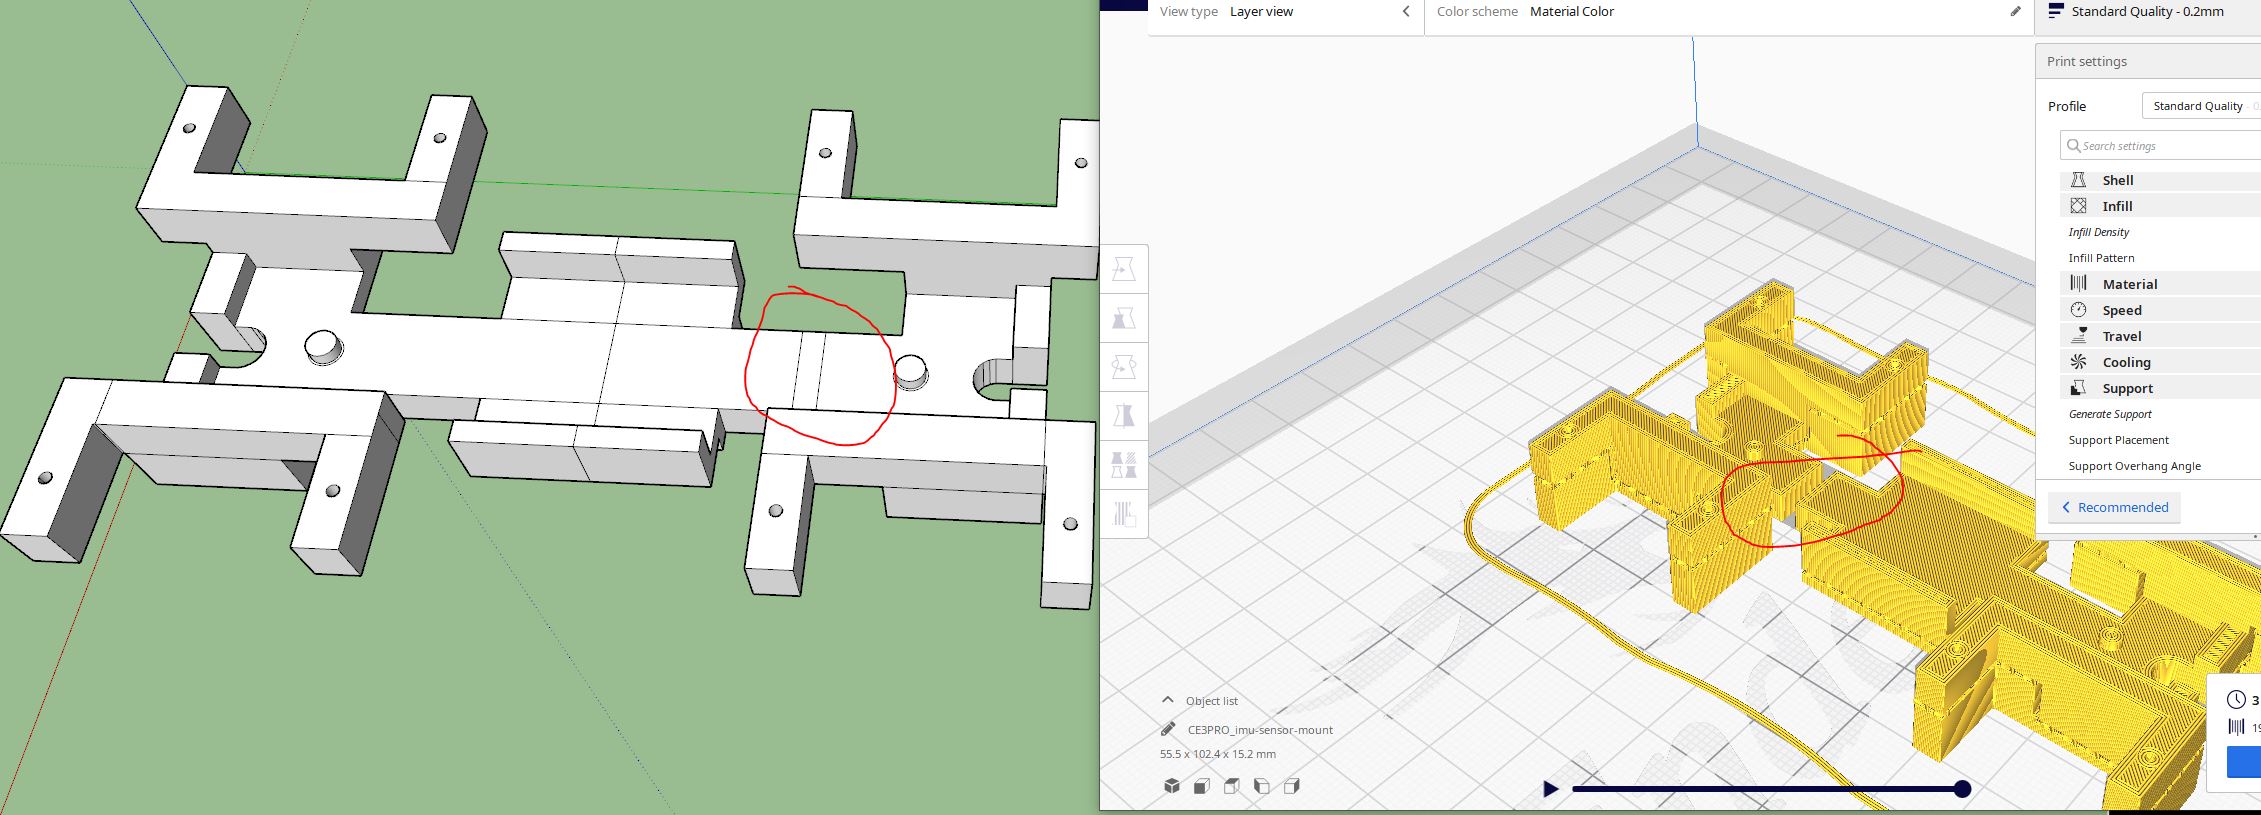 View type Layer view
Color scheme Material Color
Standard Quality - 0.2mm
Print settings
Profile Standard Quality
Search settings
Shell
Infill
Infill Density
Infill Pattern
Material
Speed
Travel
Cooling
Support
Generate Support
Support Placement
Support Overhang Angle
Recommended
Object list
CE3PRO_imu-sensor-mount
55.5 x 102.4 x 15.2 mm
3
19